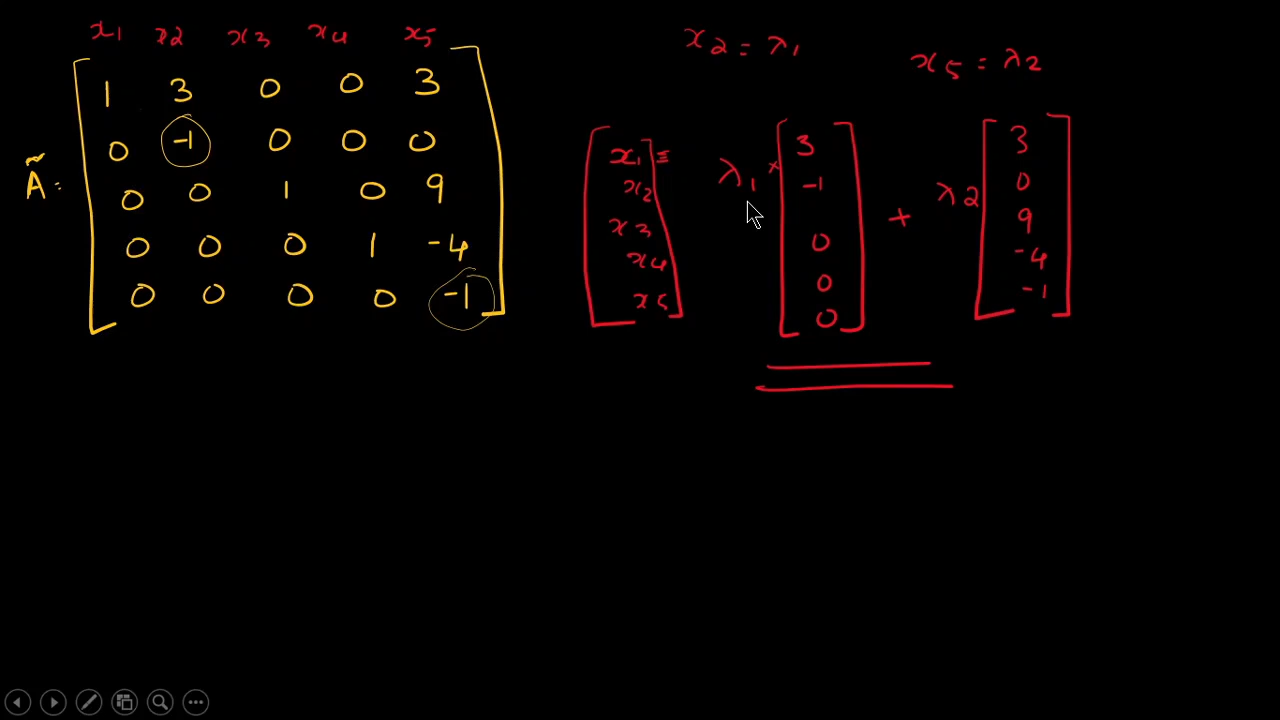 x₁ x₂ x₃ x₄ x₅
x₂ = λ₁
x₅ = λ₂
Ã =
1 3 0 0 3
0 -1 0 0 0
0 0 1 0 9
0 0 0 1 -4
0 0 0 0 -1
x₁ =
x₂
x₃
x₄
x₅
λ₁ ×
3
-1
0
0
0
+
λ₂
3
0
9
-4
-1